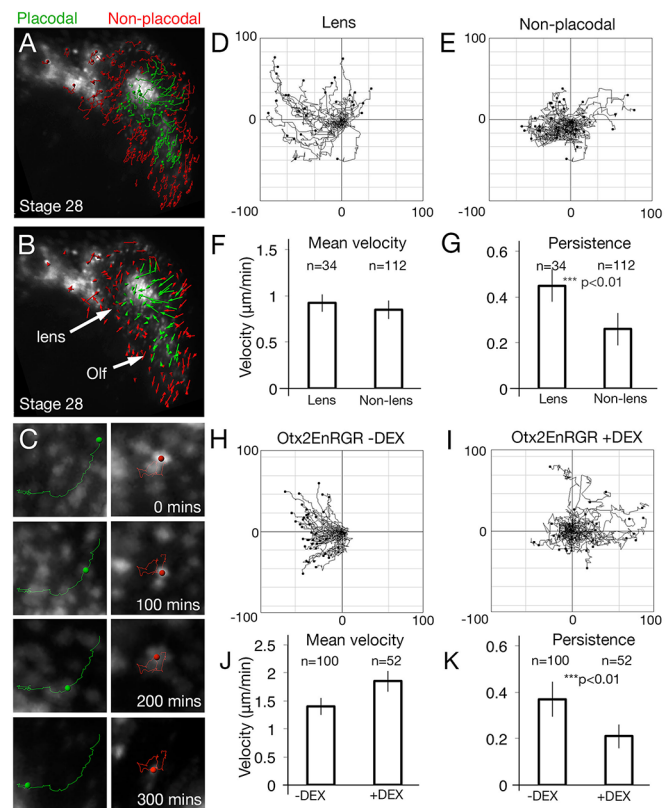 Placodal Non-placodal
A
Stage 28
B
lens
Olf
Stage 28
C
0 mins
100 mins
200 mins
300 mins
D Lens
100
0
-100 0 100
E Non-placodal
100
0
-100 0 100
F Mean velocity
n=34 n=112
Velocity (µm/min)
1.5
1
0.5
0
Lens Non-lens
G Persistence
n=34 n=112
*** p<0.01
0.6
0.4
0.2
0
Lens Non-lens
H Otx2EnRGR -DEX
100
0
-100 0 100
I Otx2EnRGR +DEX
100
0
-100 0 100
J Mean velocity
n=100 n=52
Velocity (µm/min)
2.5
2
1.5
1
0.5
0
-DEX +DEX
K Persistence
n=100 n=52
***p<0.01
0.6
0.4
0.2
0
-DEX +DEX